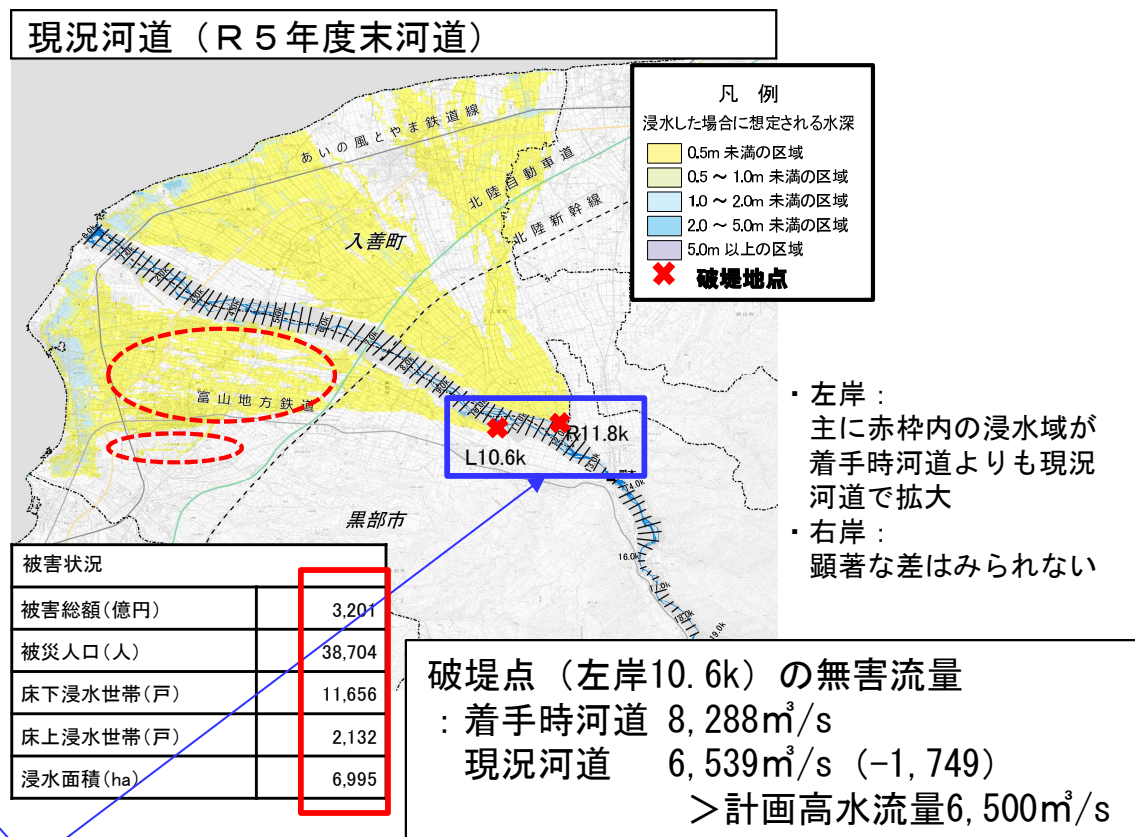 現況河道（Ｒ５年度末河道）
凡 例
浸水した場合に想定される水深
0.5m 未満の区域
0.5 ～ 1.0m 未満の区域
1.0 ～ 2.0m 未満の区域
2.0 ～ 5.0m 未満の区域
5.0m 以上の区域
破堤地点
あいの風とやま鉄道線
北陸自動車道
北陸新幹線
入善町
富山地方鉄道
黒部市
R11.8k
L10.6k
14.0k
16.0k
17.0k
18.0k
19.0k
・左岸：
主に赤枠内の浸水域が
着手時河道よりも現況
河道で拡大
・右岸：
顕著な差はみられない
被害状況
被害総額(億円) 3,201
被災人口(人) 38,704
床下浸水世帯(戸) 11,656
床上浸水世帯(戸) 2,132
浸水面積(ha) 6,995
破堤点（左岸10.6k）の無害流量
：着手時河道 8,288㎥/s
現況河道 6,539㎥/s（-1,749）
＞計画高水流量6,500㎥/s